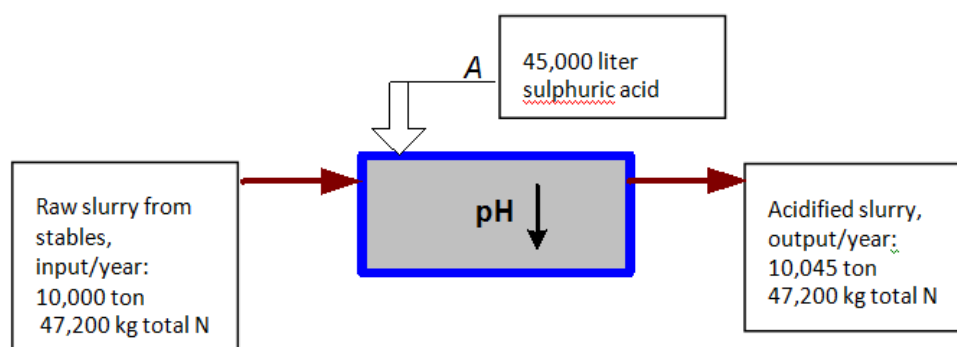 A
45,000 liter
sulphuric acid
Raw slurry from
stables,
input/year:
10,000 ton
47,200 kg total N
pH
Acidified slurry,
output/year:
10,045 ton
47,200 kg total N